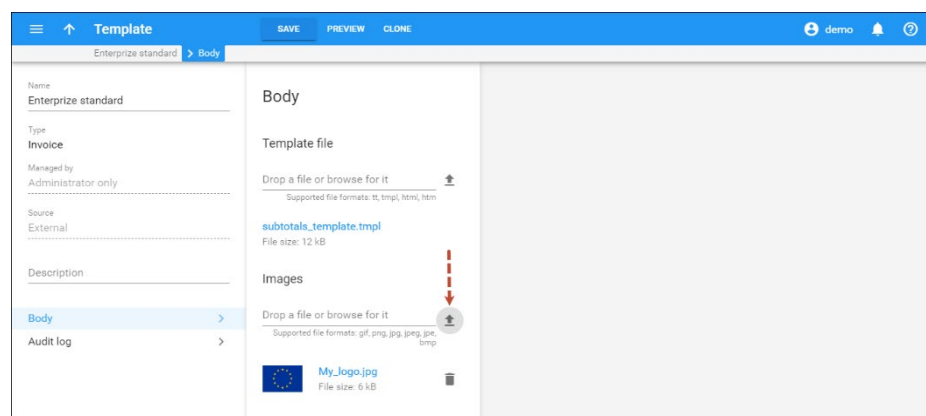 Template
SAVE PREVIEW CLONE
demo
Enterprize standard Body
Name
Enterprize standard
Type
Invoice
Managed by
Administrator only
Source
External
Description
Body
Audit log
Body
Template file
Drop a file or browse for it
Supported file formats: tt, tmpl, html, htm
subtotals_template.tmpl
File size: 12 kB
Images
Drop a file or browse for it
Supported file formats: gif, png, jpg, jpeg, jpe,
bmp
My_logo.jpg
File size: 6 kB